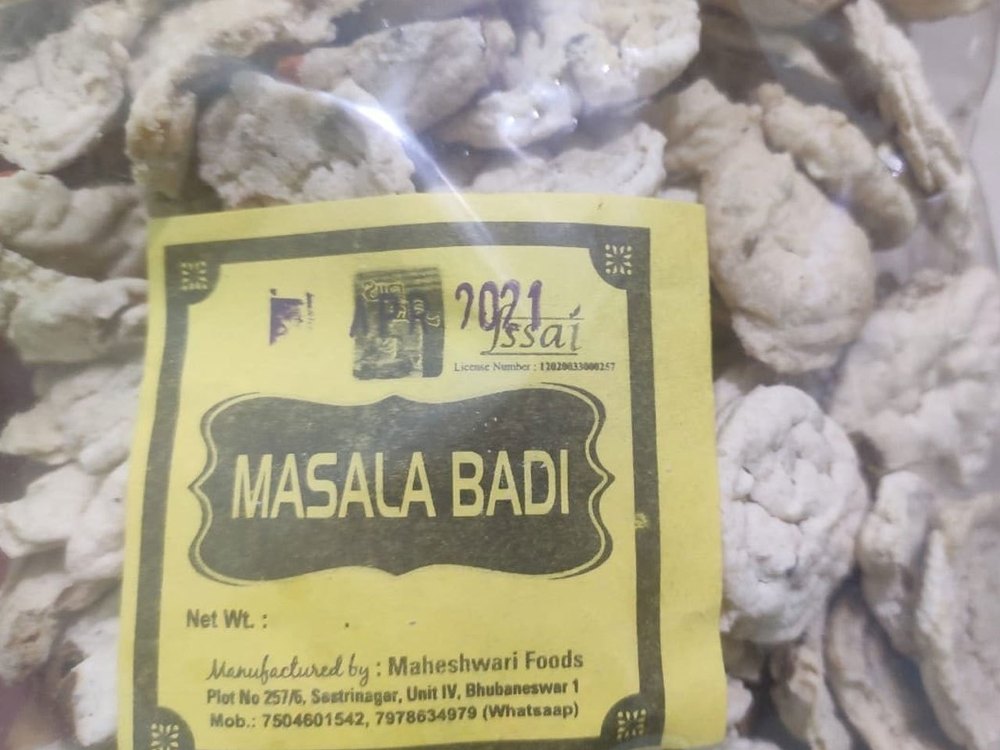 2021
fssai
License Number : 12020033000257
MASALA BADI
Net Wt. :
Manufactured by : Maheshwari Foods
Plot No 257/6, Sastrinagar, Unit IV, Bhubaneswar 1
Mob.: 7504601542, 7978634979 (Whatsaap)